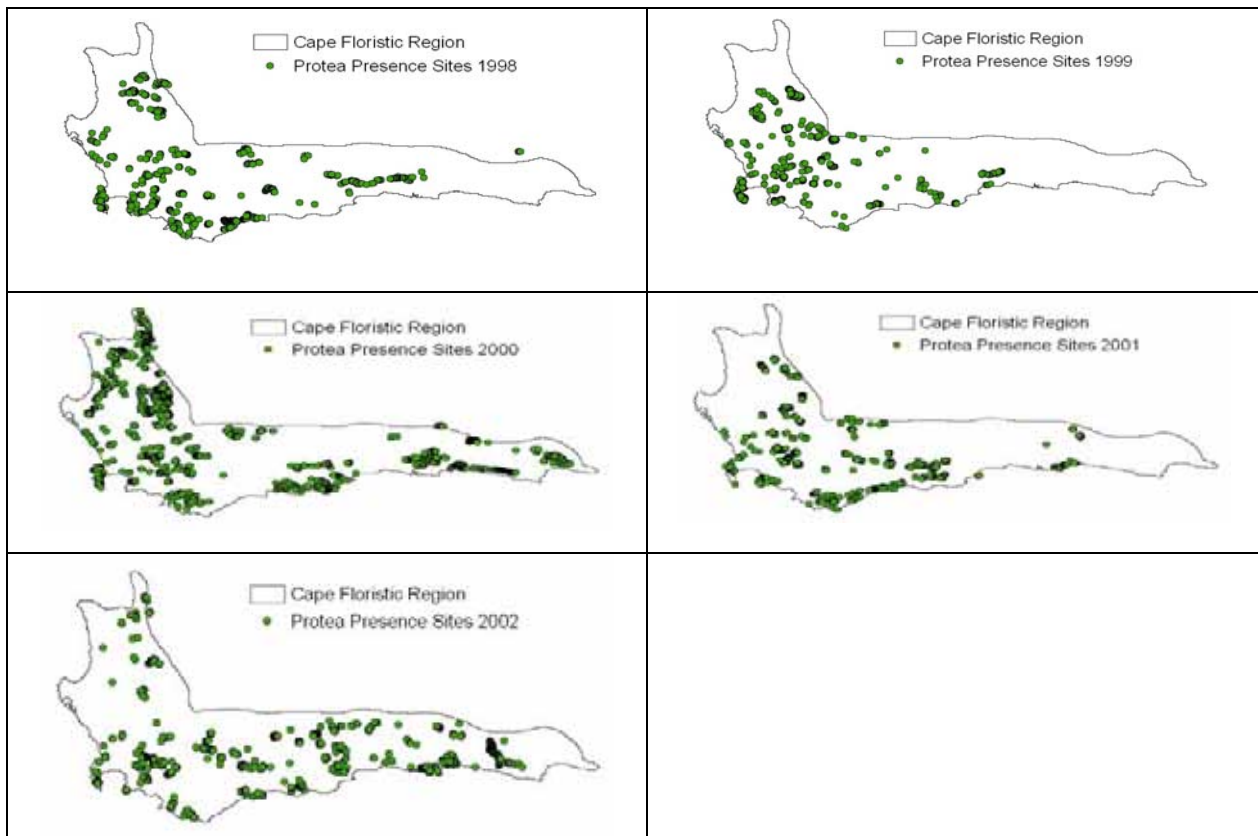 Cape Floristic Region
Protea Presence Sites 1998
Cape Floristic Region
Protea Presence Sites 1999
Cape Floristic Region
Protea Presence Sites 2000
Cape Floristic Region
Protea Presence Sites 2001
Cape Floristic Region
Protea Presence Sites 2002